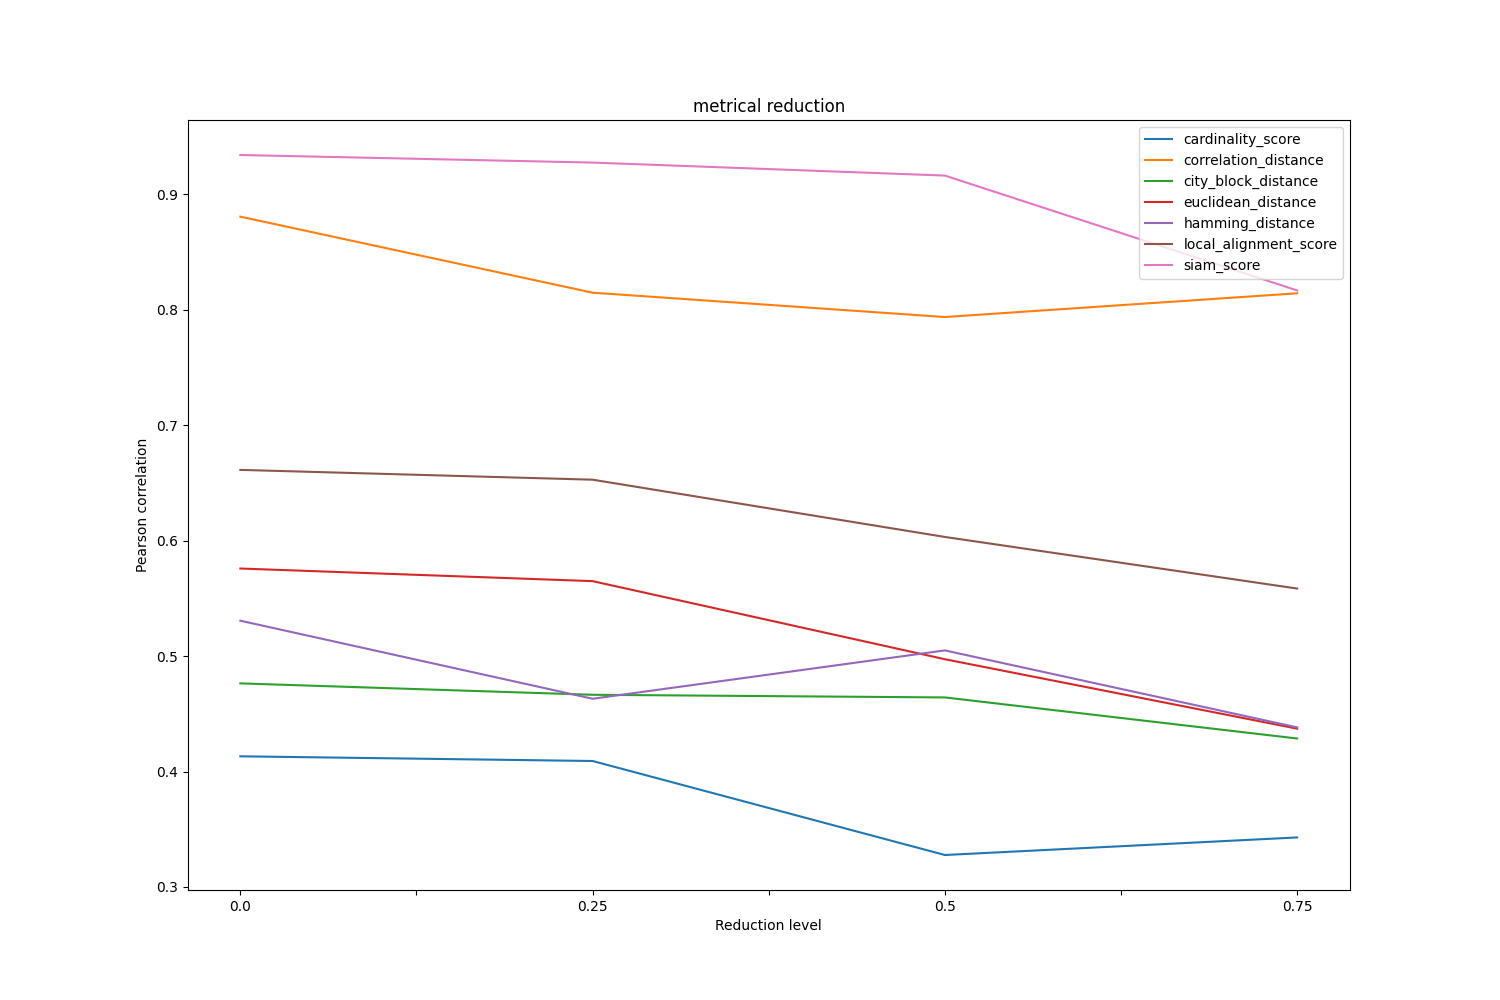 metrical reduction
cardinality_score
correlation_distance
city_block_distance
euclidean_distance
hamming_distance
local_alignment_score
siam_score
Pearson correlation
0.9
0.8
0.7
0.6
0.5
0.4
0.3
0.0
0.25
0.5
0.75
Reduction level